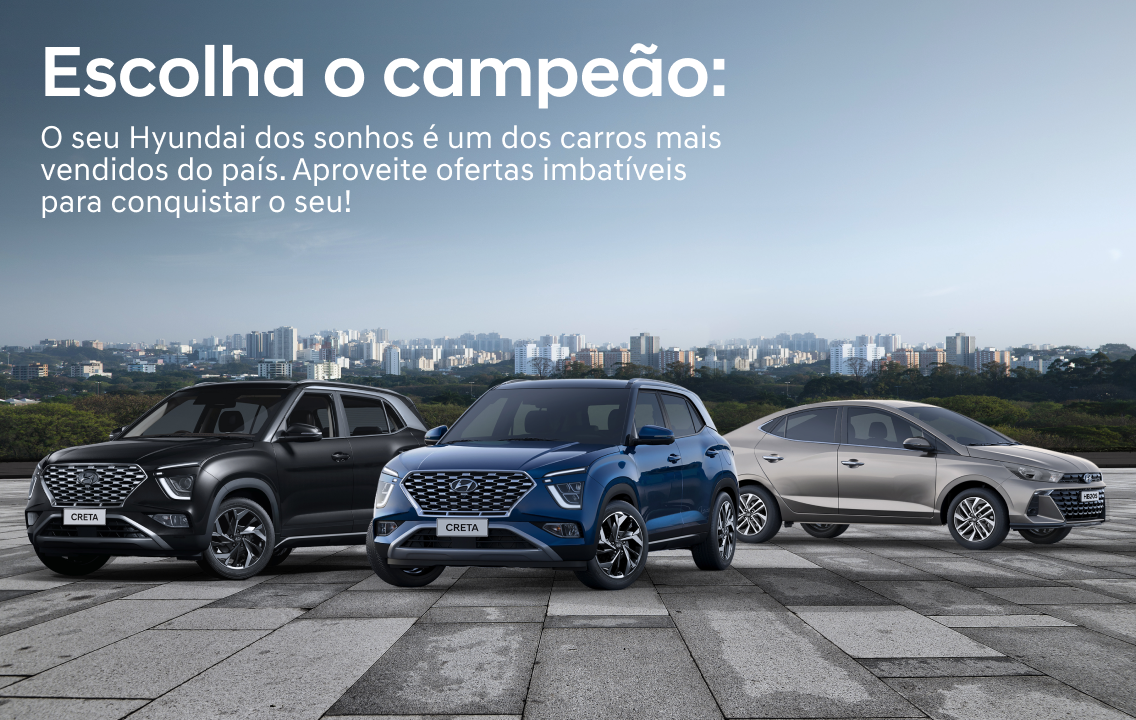 Escolha o campeão:
O seu Hyundai dos sonhos é um dos carros mais
vendidos do país. Aproveite ofertas imbatíveis
para conquistar o seu!
CRETA
CRETA
HB20S